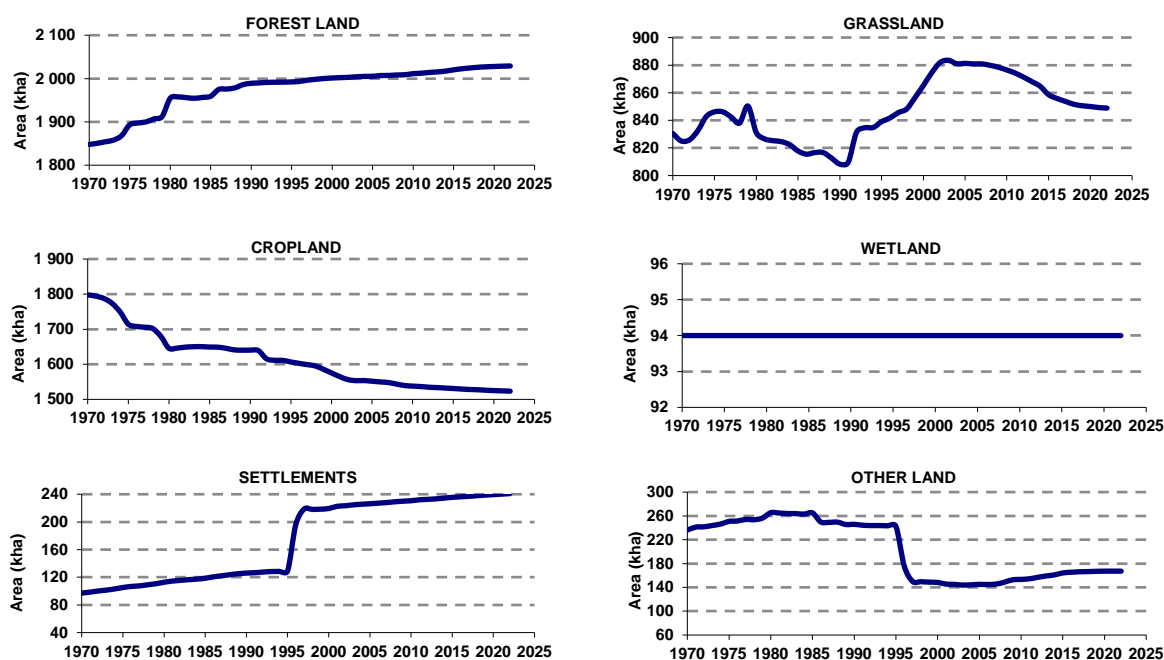 FOREST LAND
2 100
2 000
1 900
1 800
Area (kha)
1970 1975 1980 1985 1990 1995 2000 2005 2010 2015 2020 2025
GRASSLAND
900
880
860
840
820
800
Area (kha)
1970 1975 1980 1985 1990 1995 2000 2005 2010 2015 2020 2025
CROPLAND
1 900
1 800
1 700
1 600
1 500
Area (kha)
1970 1975 1980 1985 1990 1995 2000 2005 2010 2015 2020 2025
WETLAND
96
95
94
93
92
Area (kha)
1970 1975 1980 1985 1990 1995 2000 2005 2010 2015 2020 2025
SETTLEMENTS
240
200
160
120
80
40
Area (kha)
1970 1975 1980 1985 1990 1995 2000 2005 2010 2015 2020 2025
OTHER LAND
300
260
220
180
140
100
60
Area (kha)
1970 1975 1980 1985 1990 1995 2000 2005 2010 2015 2020 2025